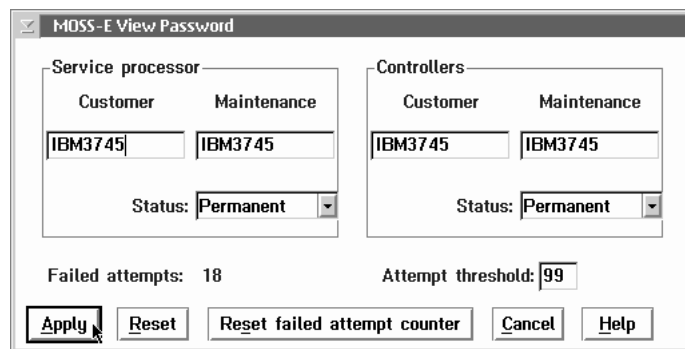 MOSS-E View Password
Service processor
Controllers
Customer Maintenance
Customer Maintenance
IBM3745 IBM3745
IBM3745 IBM3745
Status: Permanent
Status: Permanent
Failed attempts: 18
Attempt threshold: 99
Apply Reset Reset failed attempt counter Cancel Help